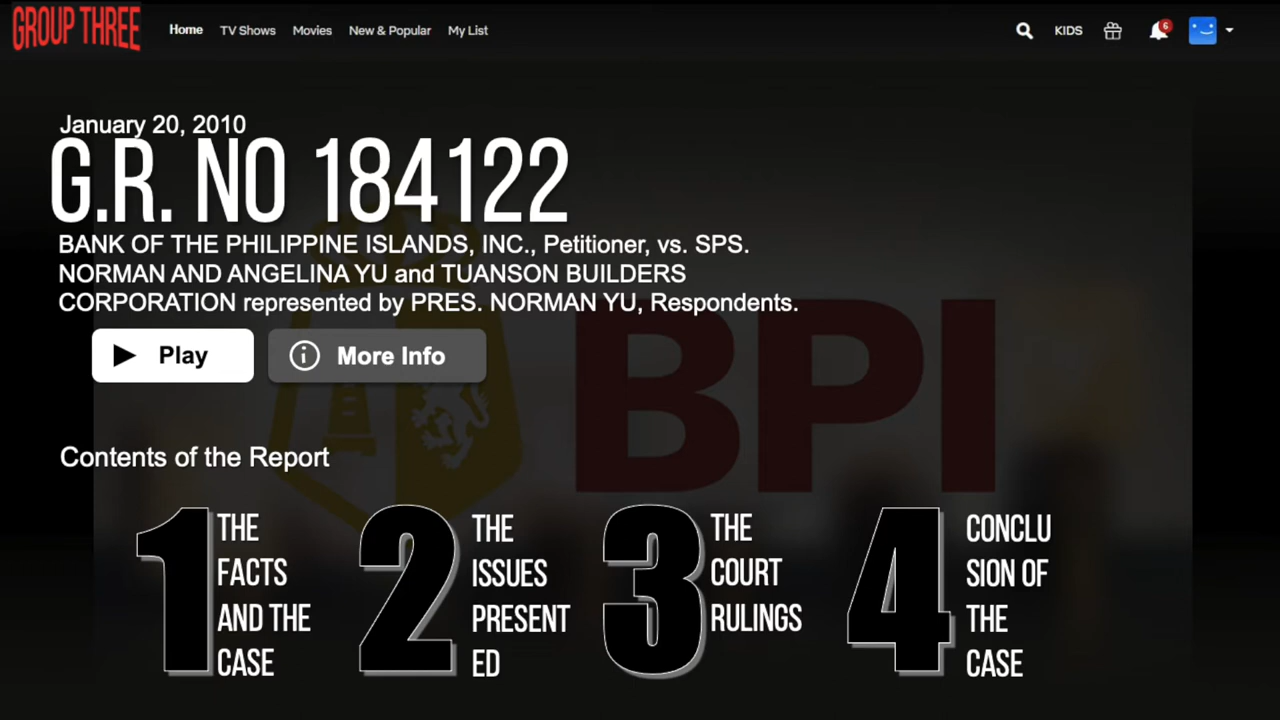 GROUP THREE
Home TV Shows Movies New & Popular My List KIDS 6
January 20, 2010
G.R. NO 184122
BANK OF THE PHILIPPINE ISLANDS, INC., Petitioner, vs. SPS.
NORMAN AND ANGELINA YU and TUANSON BUILDERS
CORPORATION represented by PRES. NORMAN YU, Respondents.
Play More Info
BPI
Contents of the Report
1
THE
FACTS
AND THE
CASE
2
THE
ISSUES
PRESENT
ED
3
THE
COURT
RULINGS
4
CONCLU
SION OF
THE
CASE